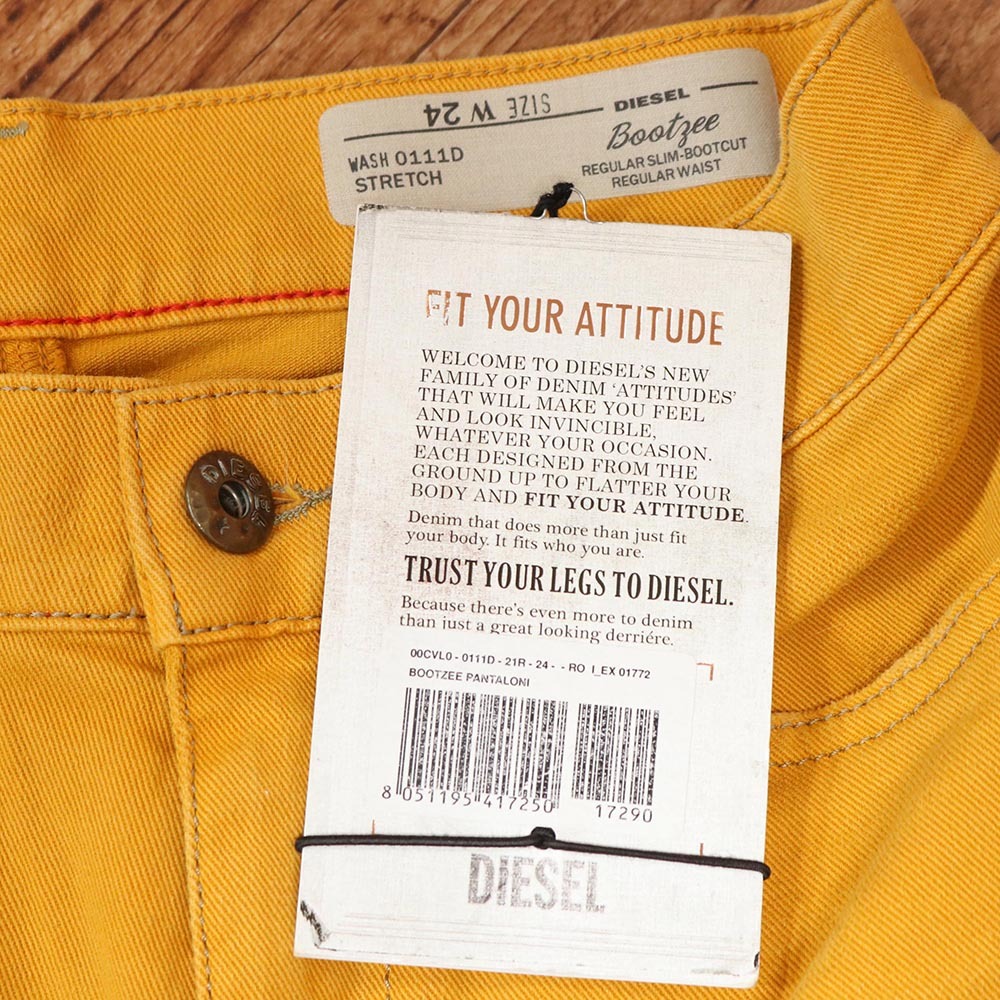 SIZE W 24
DIESEL
Bootzee
WASH 0111D
STRETCH
REGULAR SLIM-BOOTCUT
REGULAR WAIST
FIT YOUR ATTITUDE
WELCOME TO DIESEL'S NEW
FAMILY OF DENIM 'ATTITUDES'
THAT WILL MAKE YOU FEEL
AND LOOK INVINCIBLE,
WHATEVER YOUR OCCASION.
EACH DESIGNED FROM THE
GROUND UP TO FLATTER YOUR
BODY AND FIT YOUR ATTITUDE.
Denim that does more than just fit
your body. It fits who you are.
TRUST YOUR LEGS TO DIESEL.
Because there's even more to denim
than just a great looking derriére.
00CVL0 - 0111D - 21R - 24 - - RO I_EX 01772
BOOTZEE PANTALONI
8 051195 417250
17290
DIESEL
DIESEL